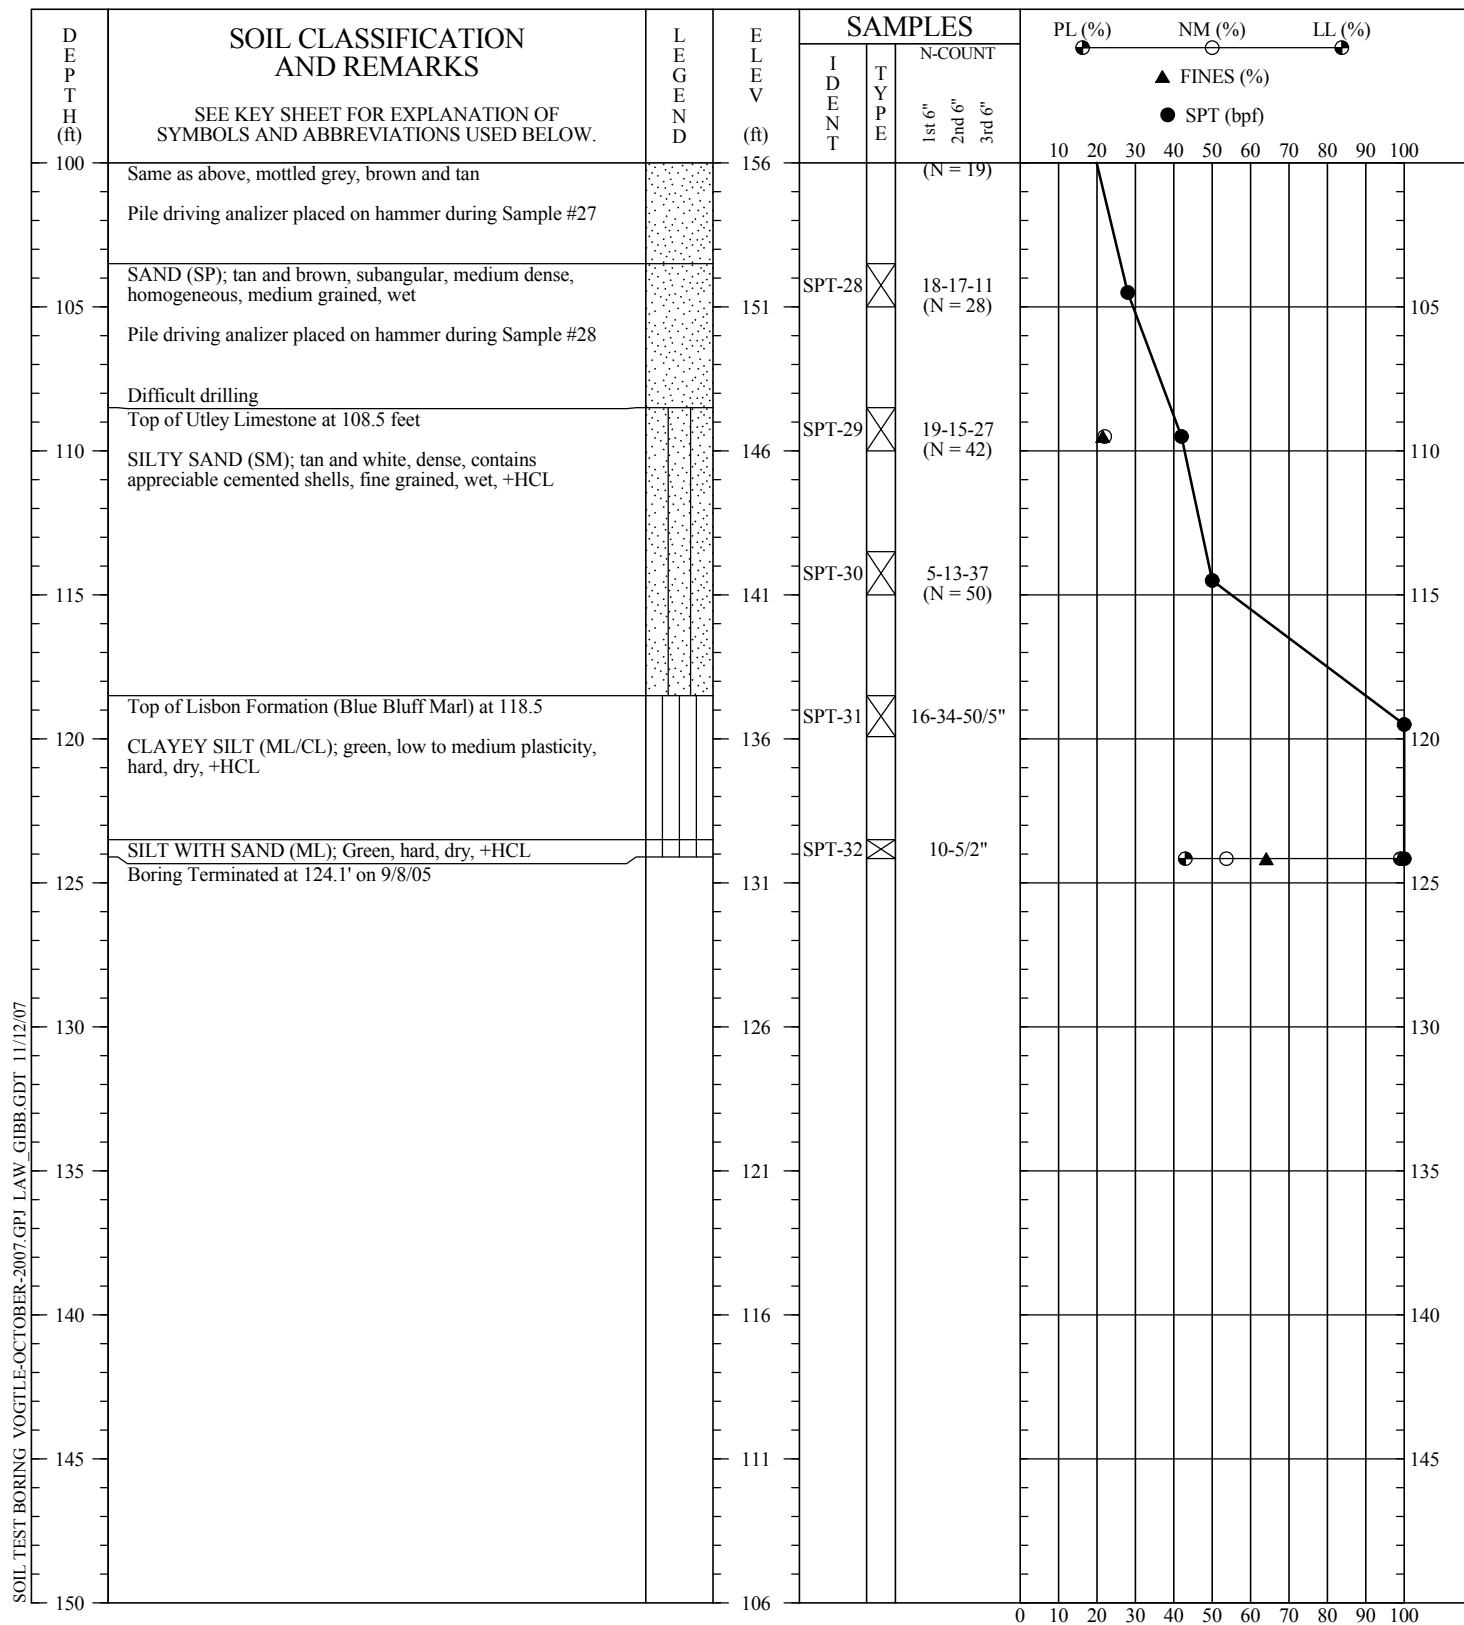 DEPTH (ft)
SOIL CLASSIFICATION
AND REMARKS
SEE KEY SHEET FOR EXPLANATION OF
SYMBOLS AND ABBREVIATIONS USED BELOW.
LEGEND
ELEV (ft)
SAMPLES
IDENT
TYPE
N-COUNT
1st 6"
2nd 6"
3rd 6"
PL (%) NM (%) LL (%)
▲ FINES (%)
● SPT (bpf)
10 20 30 40 50 60 70 80 90 100
100
Same as above, mottled grey, brown and tan
156
(N = 19)
Pile driving analizer placed on hammer during Sample #27
SAND (SP); tan and brown, subangular, medium dense,
homogeneous, medium grained, wet
SPT-28
18-17-11
(N = 28)
105
151
105
Pile driving analizer placed on hammer during Sample #28
Difficult drilling
Top of Utley Limestone at 108.5 feet
SPT-29
19-15-27
(N = 42)
110
146
110
SILTY SAND (SM); tan and white, dense, contains
appreciable cemented shells, fine grained, wet, +HCL
SPT-30
5-13-37
(N = 50)
115
141
115
Top of Lisbon Formation (Blue Bluff Marl) at 118.5
SPT-31
16-34-50/5"
120
136
120
CLAYEY SILT (ML/CL); green, low to medium plasticity,
hard, dry, +HCL
SILT WITH SAND (ML); Green, hard, dry, +HCL
SPT-32
10-5/2"
Boring Terminated at 124.1' on 9/8/05
125
131
125
130
126
130
135
121
135
140
116
140
145
111
145
150
106
0 10 20 30 40 50 60 70 80 90 100
SOIL TEST BORING VOGTLE-OCTOBER-2007.GPJ LAW_GIBB.GDT 11/12/07